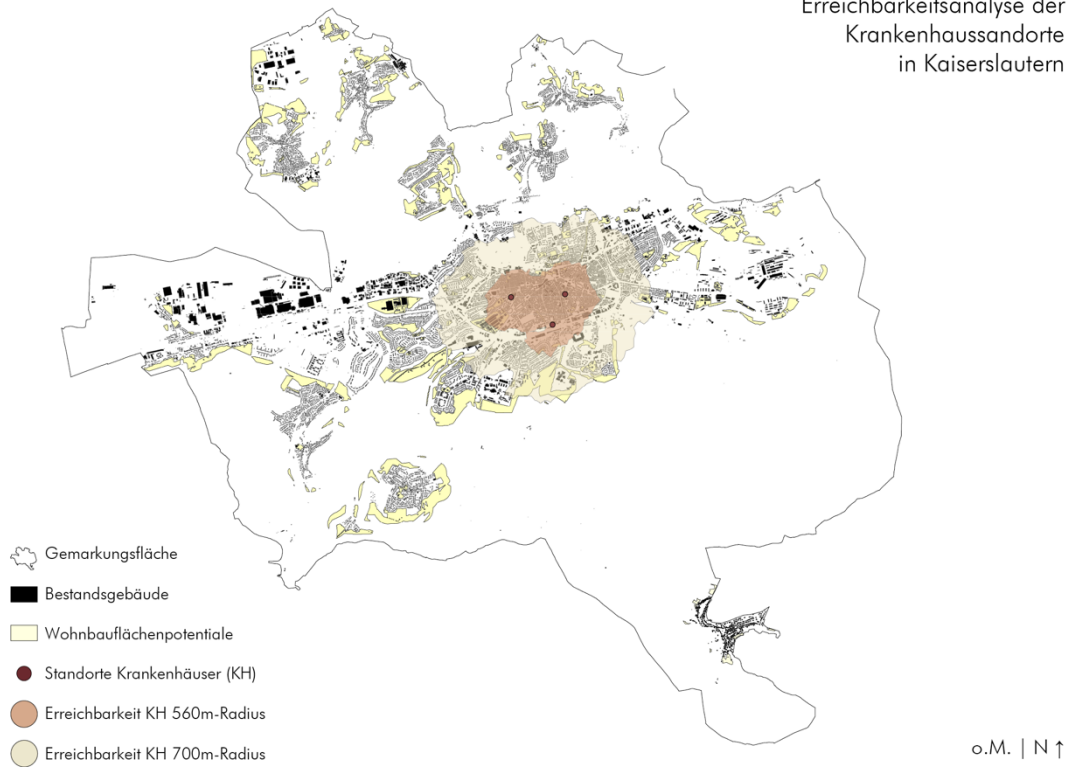 Erreichbarkeitsanalyse der
Krankenhaussandorte
in Kaiserslautern
Gemarkungsfläche
Bestandsgebäude
Wohnbauflächenpotentiale
Standorte Krankenhäuser (KH)
Erreichbarkeit KH 560m-Radius
Erreichbarkeit KH 700m-Radius
o.M. | N ↑